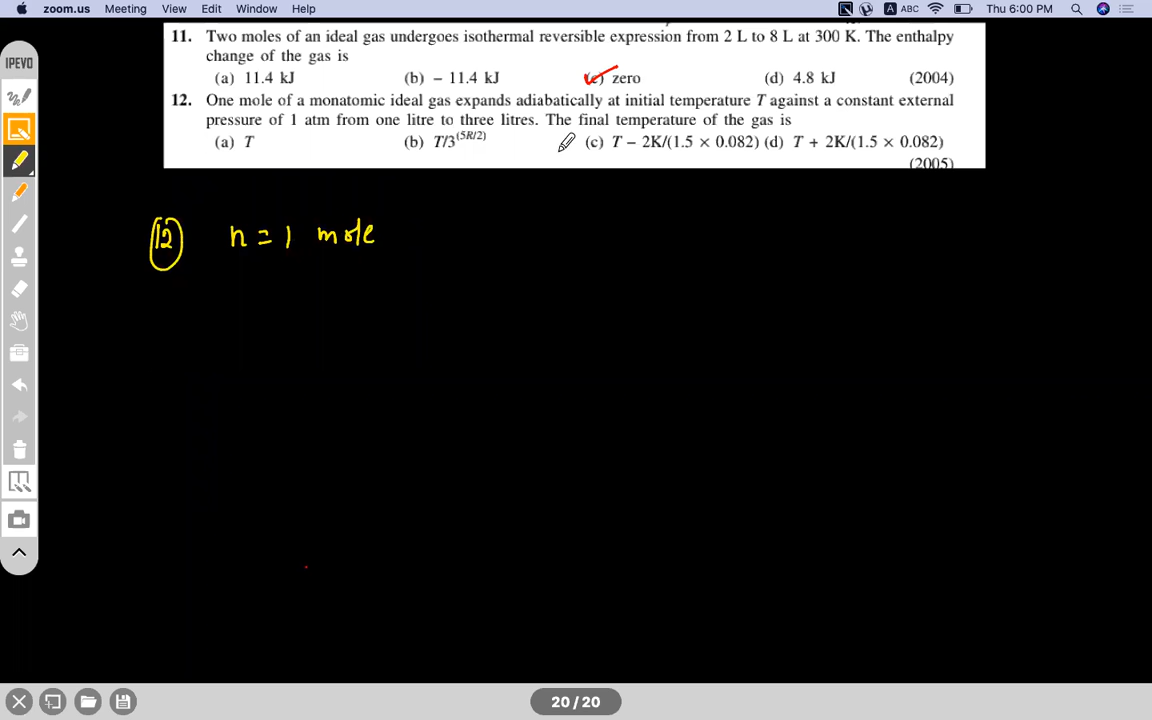 zoom.us Meeting View Edit Window Help A ABC Thu 6:00 PM
IPEVO
11. Two moles of an ideal gas undergoes isothermal reversible expression from 2 L to 8 L at 300 K. The enthalpy
change of the gas is
(a) 11.4 kJ (b) – 11.4 kJ (c) zero (d) 4.8 kJ (2004)
12. One mole of a monatomic ideal gas expands adiabatically at initial temperature T against a constant external
pressure of 1 atm from one litre to three litres. The final temperature of the gas is
(a) T (b) T/3^(5R/2) (c) T – 2K/(1.5 × 0.082) (d) T + 2K/(1.5 × 0.082)
(2005)
12 n = 1 mole
20 / 20